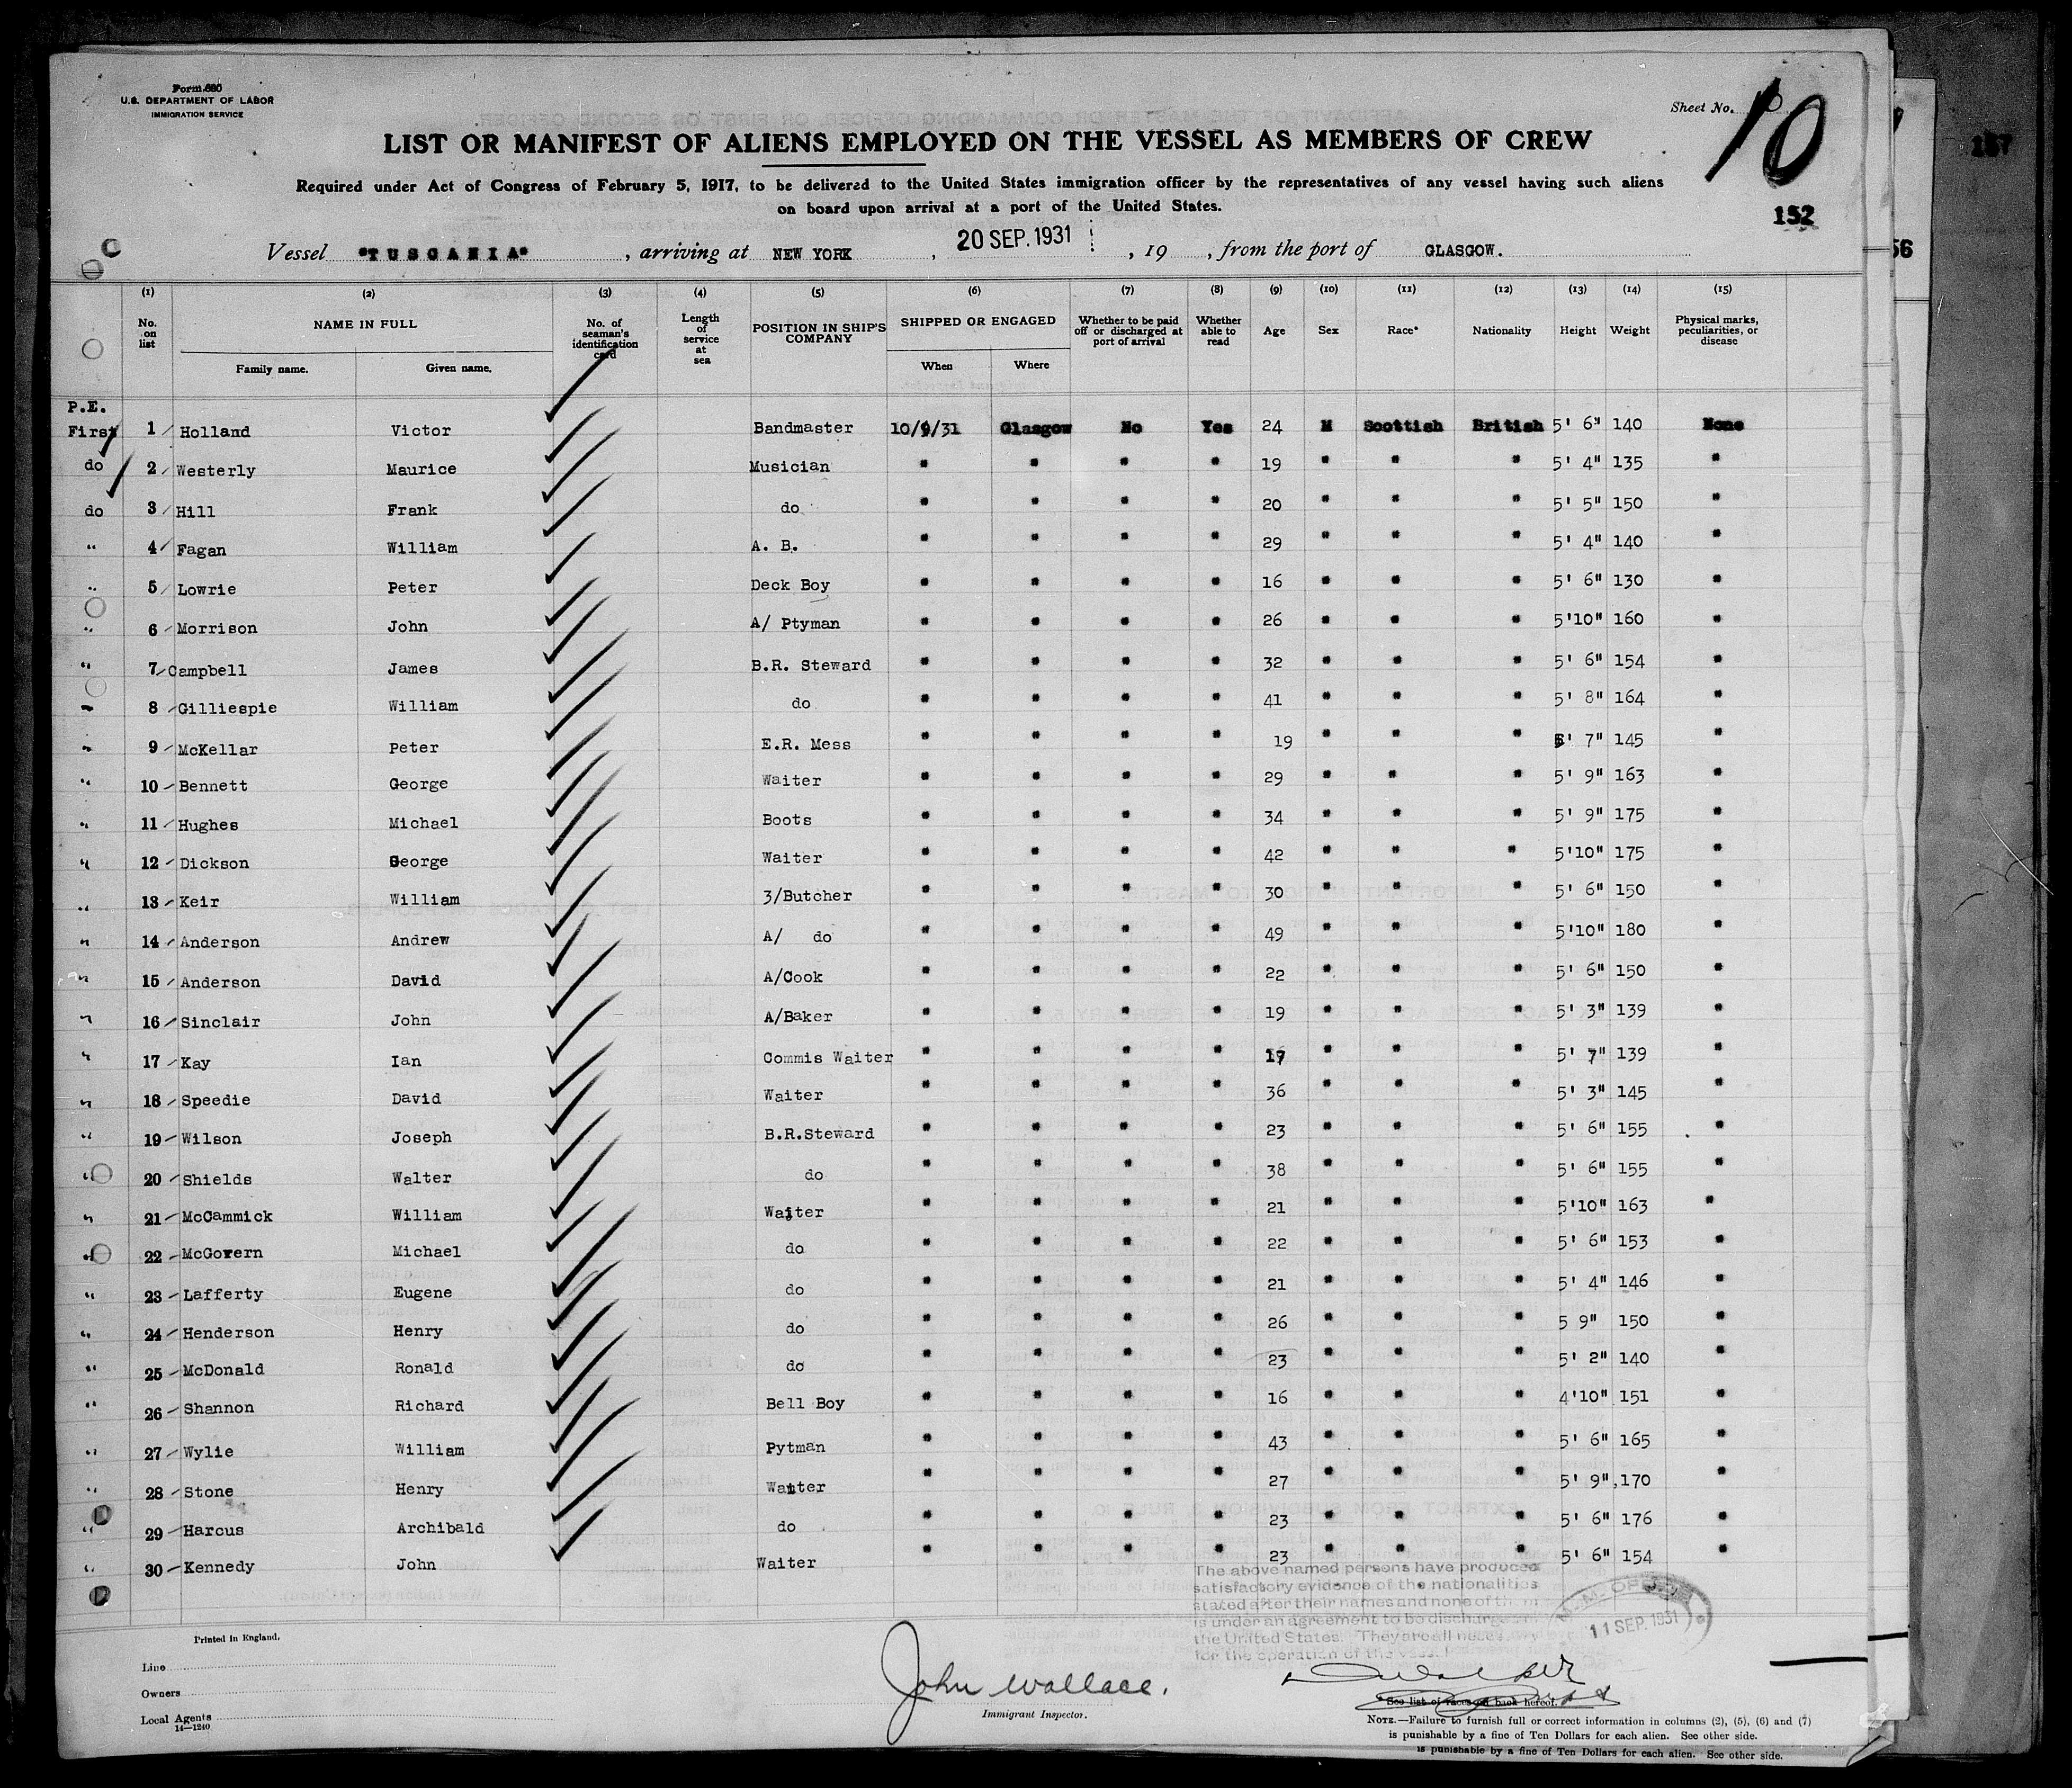 Form 680
U.S. DEPARTMENT OF LABOR
IMMIGRATION SERVICE
Sheet No. 10
LIST OR MANIFEST OF ALIENS EMPLOYED ON THE VESSEL AS MEMBERS OF CREW
Required under Act of Congress of February 5, 1917, to be delivered to the United States immigration officer by the representatives of any vessel having such aliens
on board upon arrival at a port of the United States.
152
157
56
Vessel "TUSCANIA", arriving at NEW YORK, 20 SEP. 1931, 19 , from the port of GLASGOW.
(1) (2) (3) (4) (5) (6) (7) (8) (9) (10) (11) (12) (13) (14) (15)
No. on list NAME IN FULL Family name. Given name. No. of seaman's identification card Length of service at sea POSITION IN SHIP'S COMPANY SHIPPED OR ENGAGED When Where Whether to be paid off or discharged at port of arrival Whether able to read Age Sex Race* Nationality Height Weight Physical marks, peculiarities, or disease
P.E.
First 1 Holland Victor Bandmaster 10/9/31 Glasgow No Yes 24 M Scottish British 5' 6" 140 None
do 2 Westerly Maurice Musician " " " " 19 " " " 5' 4" 135 "
do 3 Hill Frank do " " " " 20 " " " 5' 5" 150 "
" 4 Fagan William A. B. " " " " 29 " " " 5' 4" 140 "
" 5 Lowrie Peter Deck Boy " " " " 16 " " " 5' 6" 130 "
" 6 Morrison John A/ Ptyman " " " " 26 " " " 5'10" 160 "
" 7 Campbell James B.R. Steward " " " " 32 " " " 5' 6" 154 "
" 8 Gilliespie William do " " " " 41 " " " 5' 8" 164 "
" 9 McKellar Peter E.R. Mess " " " " 19 " " " 5' 7" 145 "
" 10 Bennett George Waiter " " " " 29 " " " 5' 9" 163 "
" 11 Hughes Michael Boots " " " " 34 " " " 5' 9" 175 "
" 12 Dickson George Waiter " " " " 42 " " " 5'10" 175 "
" 13 Keir William 3/Butcher " " " " 30 " " " 5' 6" 150 "
" 14 Anderson Andrew A/ do " " " " 49 " " " 5'10" 180 "
" 15 Anderson David A/Cook " " " " 22 " " " 5' 6" 150 "
" 16 Sinclair John A/Baker " " " " 19 " " " 5' 3" 139 "
" 17 Kay Ian Commis Waiter " " " " 17 " " " 5' 7" 139 "
" 18 Speedie David Waiter " " " " 36 " " " 5' 3" 145 "
" 19 Wilson Joseph B.R.Steward " " " " 23 " " " 5' 6" 155 "
" 20 Shields Walter do " " " " 38 " " " 5' 6" 155 "
" 21 McCammick William Waiter " " " " 21 " " " 5'10" 163 "
" 22 McGovern Michael do " " " " 22 " " " 5' 6" 153 "
" 23 Lafferty Eugene do " " " " 21 " " " 5' 4" 146 "
" 24 Henderson Henry do " " " " 26 " " " 5 9" 150 "
" 25 McDonald Ronald do " " " " 23 " " " 5' 2" 140 "
" 26 Shannon Richard Bell Boy " " " " 16 " " " 4'10" 151 "
" 27 Wylie William Pytman " " " " 43 " " " 5' 6" 165 "
" 28 Stone Henry Waiter " " " " 27 " " " 5' 9" 170 "
" 29 Harcus Archibald do " " " " 23 " " " 5' 6" 176 "
" 30 Kennedy John Waiter " " " " 23 " " " 5' 6" 154 "
The above named persons have produced
satisfactory evidence of the nationalities
stated after their names and none of them
is under an agreement to be discharged in
the United States. They are all neces
for the operation of the vessel
M.M. OFFICE
11 SEP. 1931
Printed in England.
Line
Owners
Local Agents
14—1240
John Wallace.
Immigrant Inspector.
*See list of races on back hereof.
NOTE.—Failure to furnish full or correct information in columns (2), (5), (6) and (7)
is punishable by a fine of Ten Dollars for each alien. See other side.
is punishable by a fine of Ten Dollars for each alien. See other side.